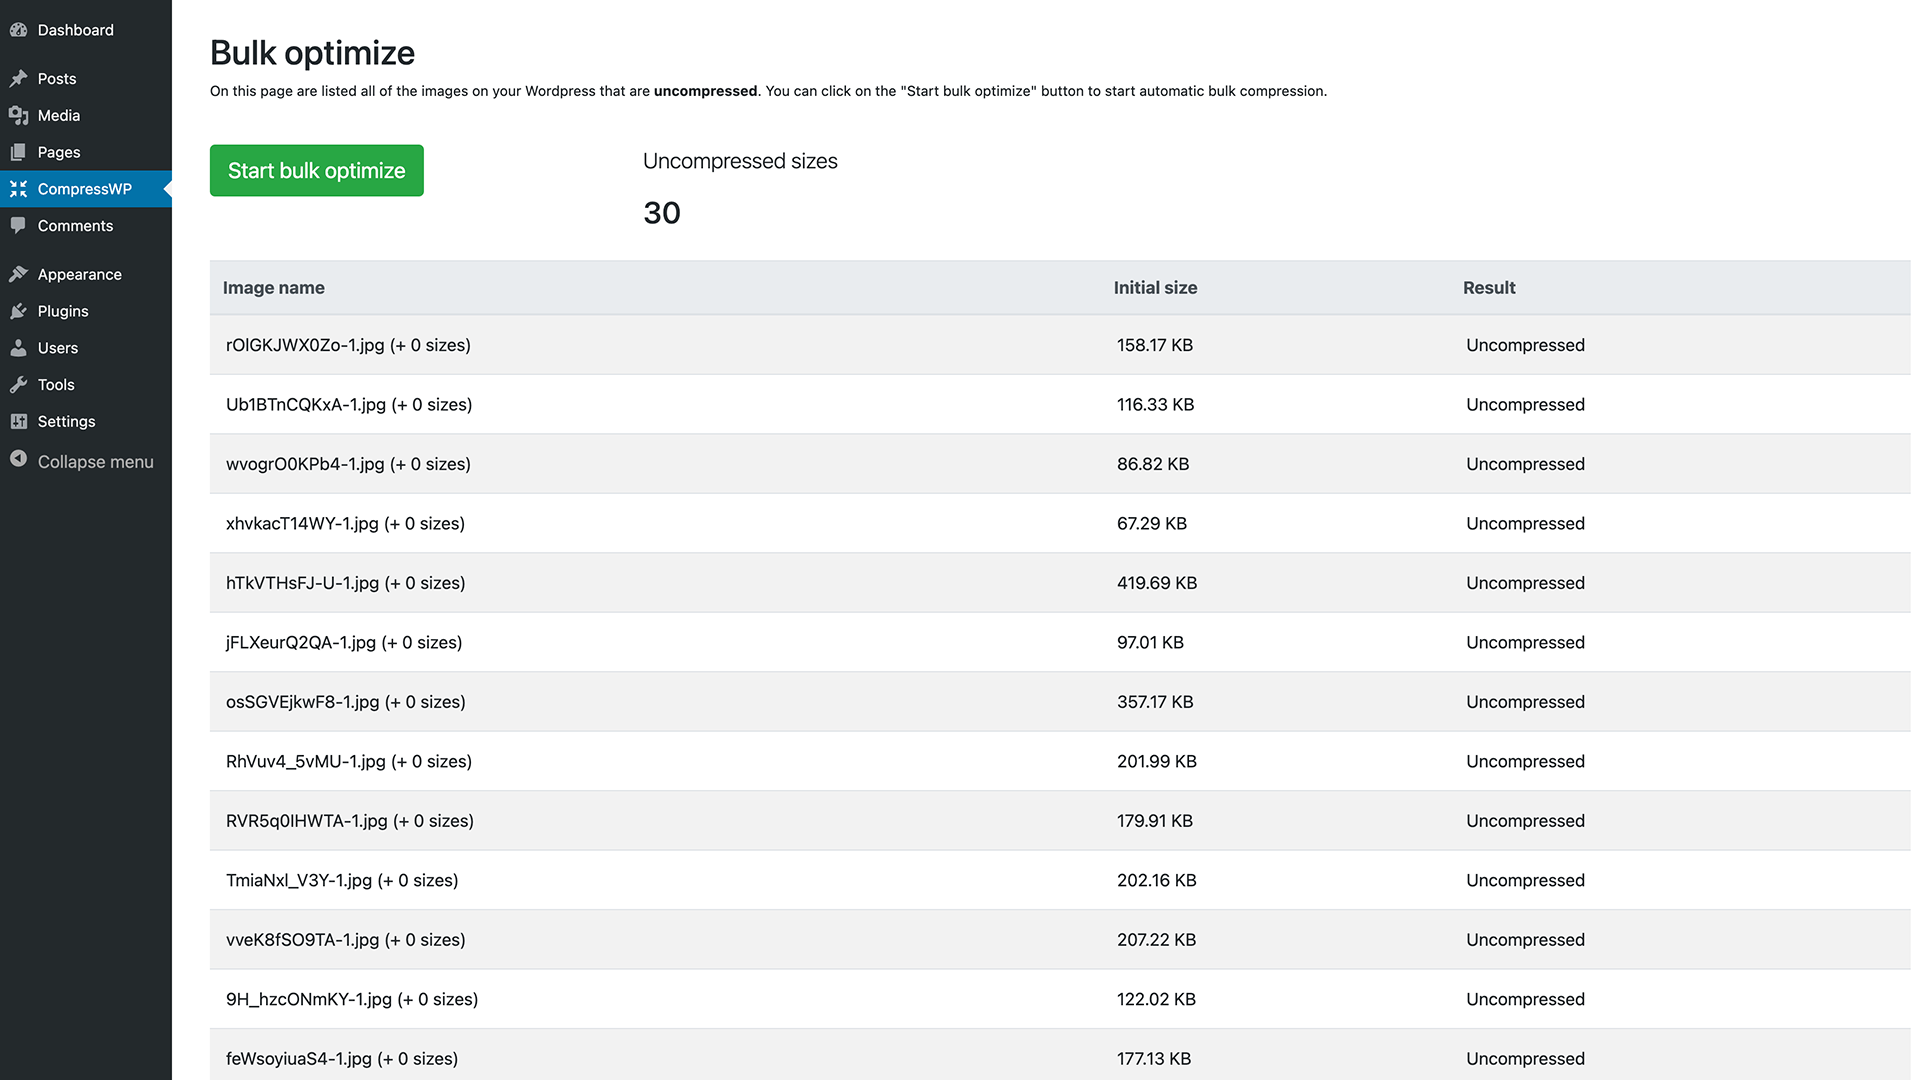 Dashboard
Posts
Media
Pages
CompressWP
Comments
Appearance
Plugins
Users
Tools
Settings
Collapse menu
Bulk optimize
On this page are listed all of the images on your Wordpress that are uncompressed. You can click on the "Start bulk optimize" button to start automatic bulk compression.
Start bulk optimize
Uncompressed sizes
30
Image name Initial size Result
rOlGKJWX0Zo-1.jpg (+ 0 sizes) 158.17 KB Uncompressed
Ub1BTnCQKxA-1.jpg (+ 0 sizes) 116.33 KB Uncompressed
wvogrO0KPb4-1.jpg (+ 0 sizes) 86.82 KB Uncompressed
xhvkacT14WY-1.jpg (+ 0 sizes) 67.29 KB Uncompressed
hTkVTHsFJ-U-1.jpg (+ 0 sizes) 419.69 KB Uncompressed
jFLXeurQ2QA-1.jpg (+ 0 sizes) 97.01 KB Uncompressed
osSGVEjkwF8-1.jpg (+ 0 sizes) 357.17 KB Uncompressed
RhVuv4_5vMU-1.jpg (+ 0 sizes) 201.99 KB Uncompressed
RVR5q0lHWTA-1.jpg (+ 0 sizes) 179.91 KB Uncompressed
TmiaNxl_V3Y-1.jpg (+ 0 sizes) 202.16 KB Uncompressed
vveK8fSO9TA-1.jpg (+ 0 sizes) 207.22 KB Uncompressed
9H_hzcONmKY-1.jpg (+ 0 sizes) 122.02 KB Uncompressed
feWsoyiuaS4-1.jpg (+ 0 sizes) 177.13 KB Uncompressed